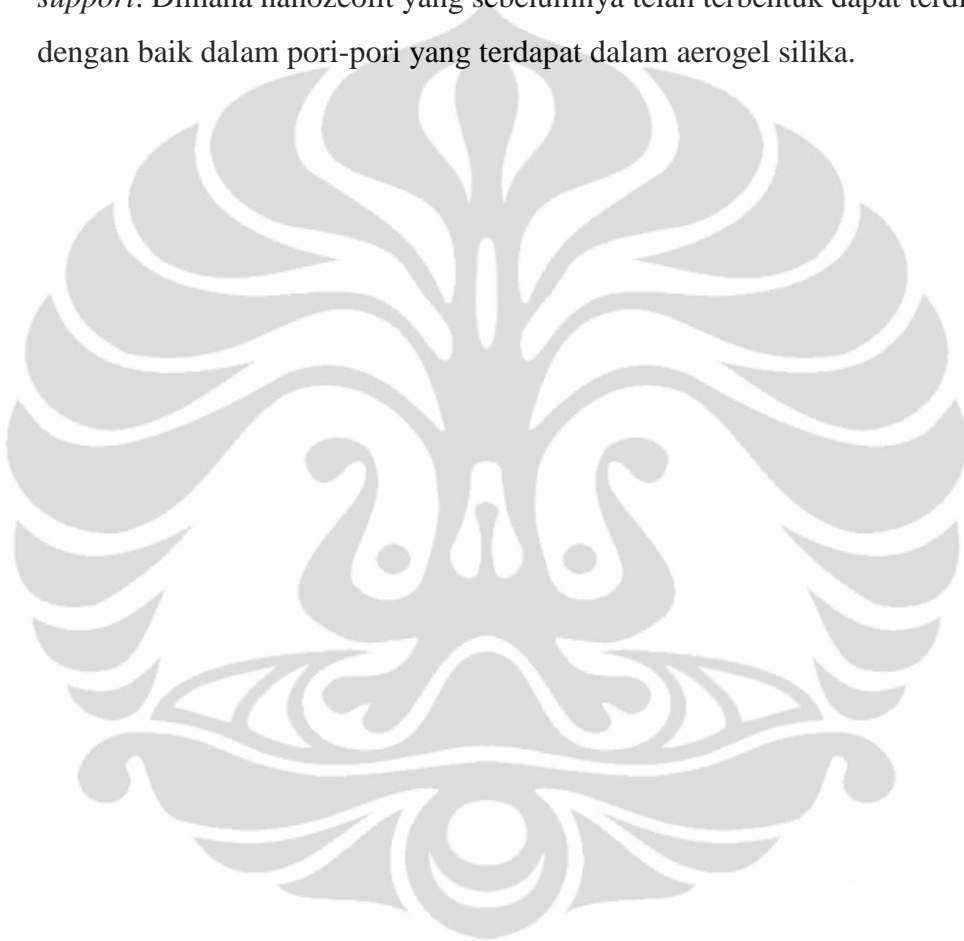 support. Dimana nanozeolit yang sebelumnya telah terbentuk dapat
dengan baik dalam pori-pori yang terdapat dalam aerogel silika.